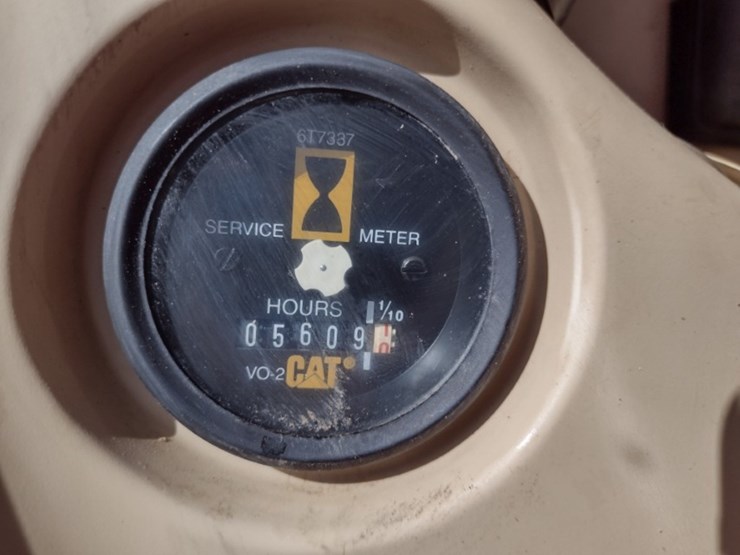 6T7337
SERVICE METER
HOURS 1/10
05609
VO-2 CAT